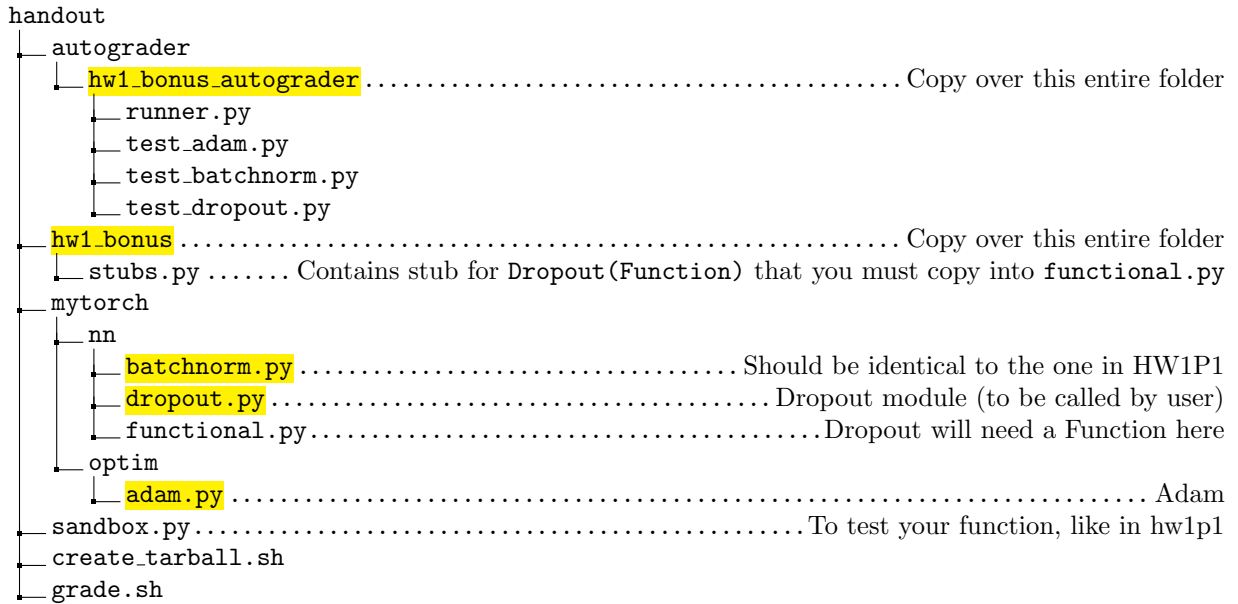 handout
autograder
hw1_bonus_autograder ............................................ Copy over this entire folder
runner.py
test_adam.py
test_batchnorm.py
test_dropout.py
hw1_bonus ........................................................... Copy over this entire folder
stubs.py ....... Contains stub for Dropout(Function) that you must copy into functional.py
mytorch
nn
batchnorm.py .................................... Should be identical to the one in HW1P1
dropout.py ......................................... Dropout module (to be called by user)
functional.py.......................................... Dropout will need a Function here
optim
adam.py ........................................................................... Adam
sandbox.py.................................................. To test your function, like in hw1p1
create_tarball.sh
grade.sh